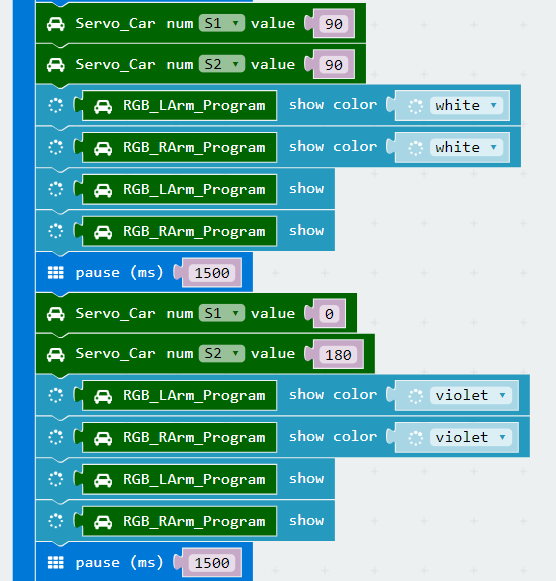 Servo_Car num S1 value 90
Servo_Car num S2 value 90
RGB_LArm_Program show color white
RGB_RArm_Program show color white
RGB_LArm_Program show
RGB_RArm_Program show
pause (ms) 1500
Servo_Car num S1 value 0
Servo_Car num S2 value 180
RGB_LArm_Program show color violet
RGB_RArm_Program show color violet
RGB_LArm_Program show
RGB_RArm_Program show
pause (ms) 1500